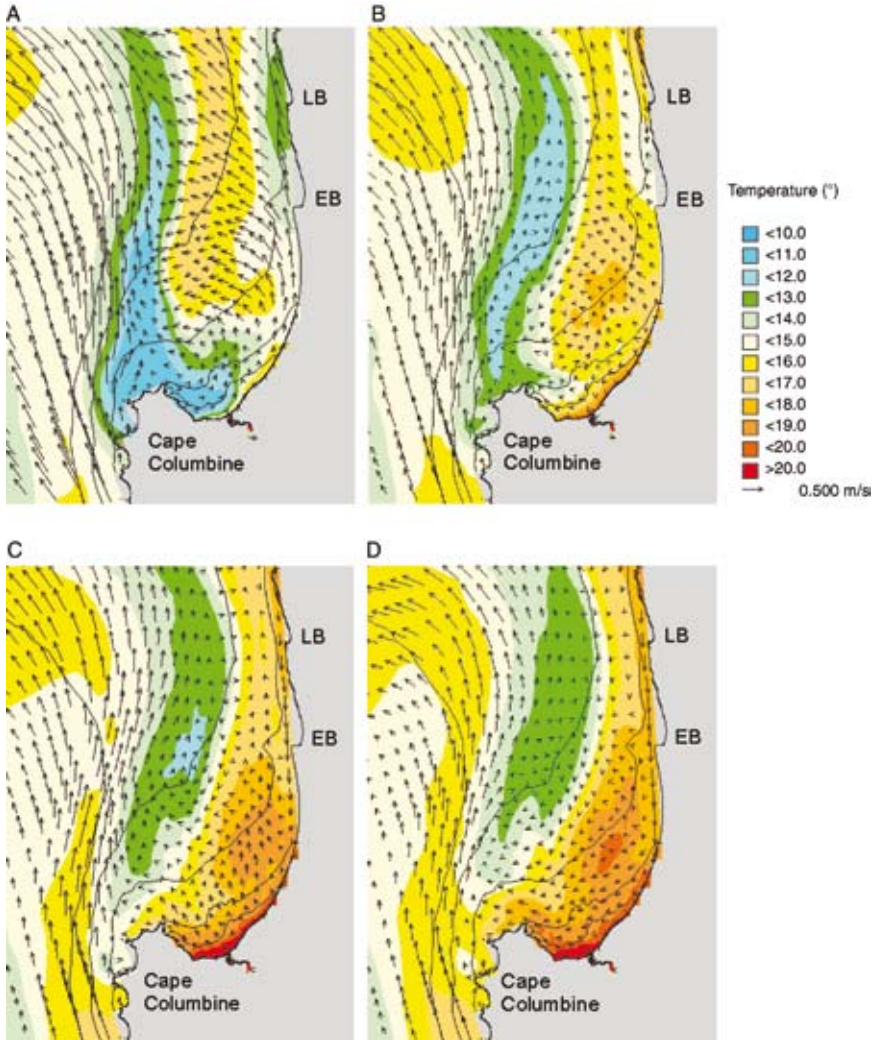 A
B
LB
LB
EB
EB
Cape
Columbine
Cape
Columbine
Temperature (°)
<10.0
<11.0
<12.0
<13.0
<14.0
<15.0
<16.0
<17.0
<18.0
<19.0
<20.0
>20.0
0.500 m/s
C
D
LB
LB
EB
EB
Cape
Columbine
Cape
Columbine